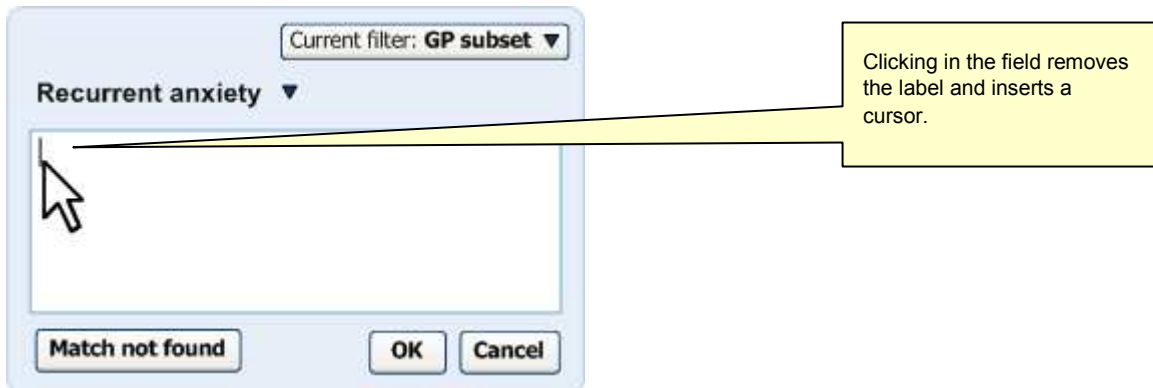 Current filter: GP subset ▼
Recurrent anxiety ▼
Clicking in the field removes
the label and inserts a
cursor.
Match not found
OK
Cancel